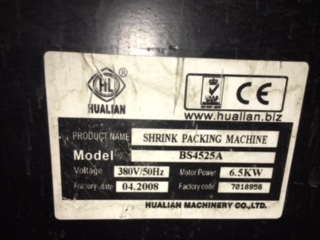 HL
HUALIAN
®
CE
www.hualian.biz
PRODUCT NAME SHRINK PACKING MACHINE
Model BS4525A
Voltage 380V/50Hz Motor Power 6.5KW
Factory date 04.2008 Factory code 7018956
HUALIAN MACHINERY CO.,LTD.